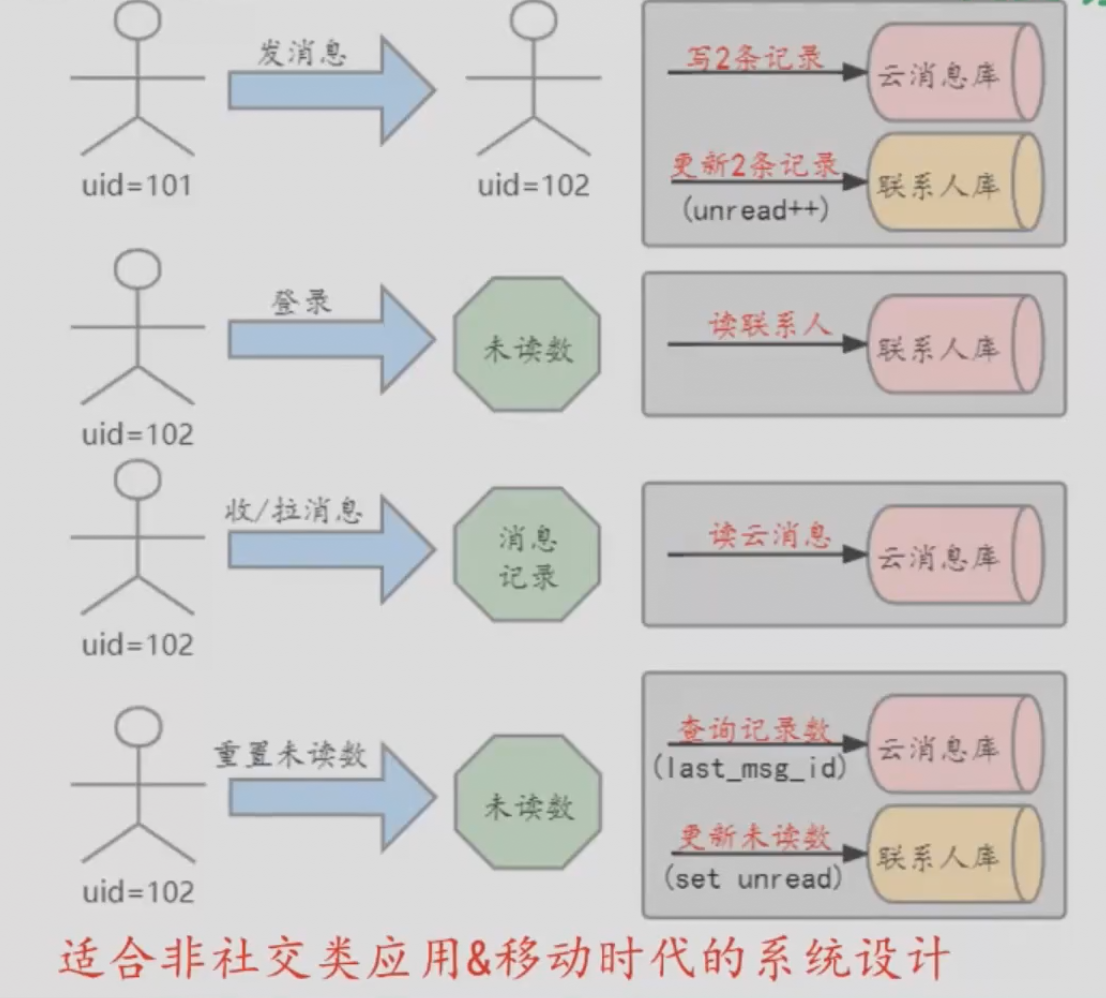 发消息
uid=101
uid=102
写2条记录
云消息库
更新2条记录
(unread++)
联系人库
登录
uid=102
未读数
读联系人
联系人库
收/拉消息
uid=102
消息
记录
读云消息
云消息库
重置未读数
uid=102
未读数
查询记录数
(last_msg_id)
云消息库
更新未读数
(set unread)
联系人库
适合非社交类应用&移动时代的系统设计